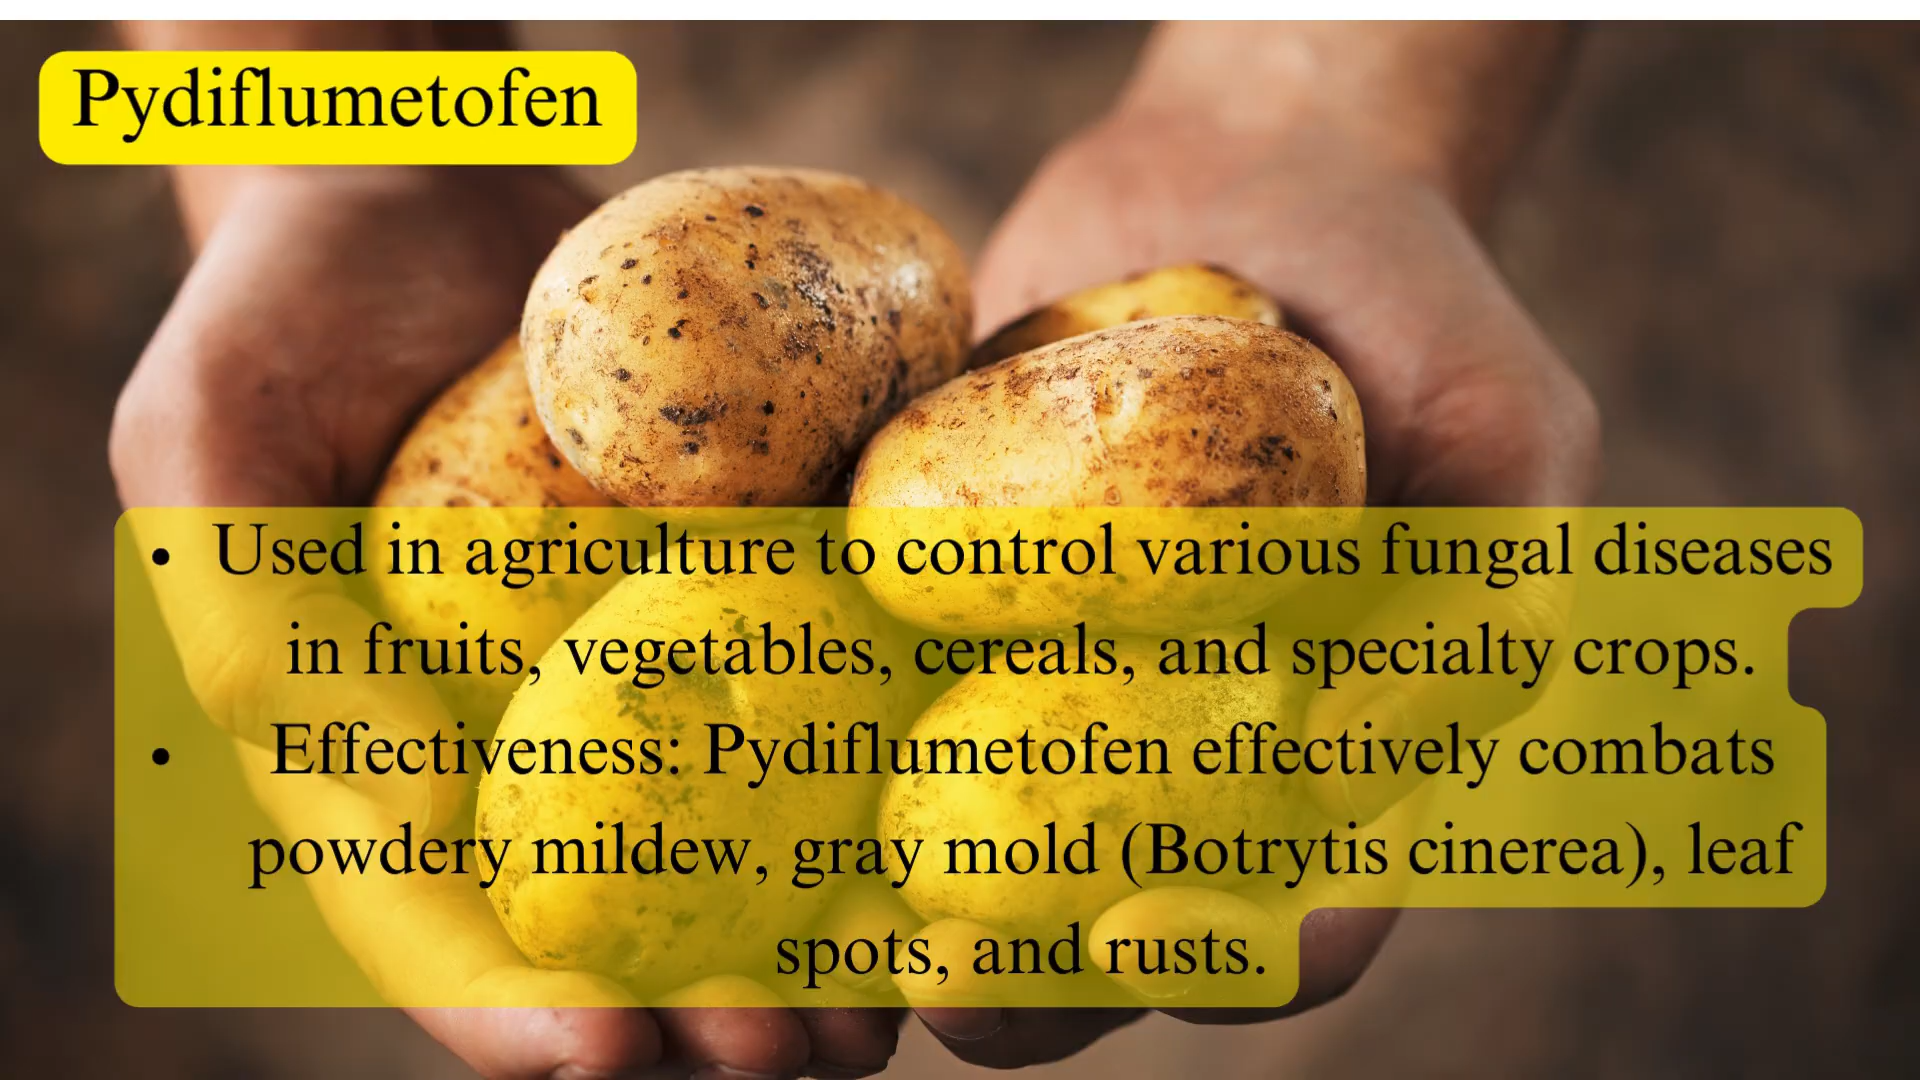 Pydiflumetofen
• Used in agriculture to control various fungal diseases
in fruits, vegetables, cereals, and specialty crops.
• Effectiveness: Pydiflumetofen effectively combats
powdery mildew, gray mold (Botrytis cinerea), leaf
spots, and rusts.